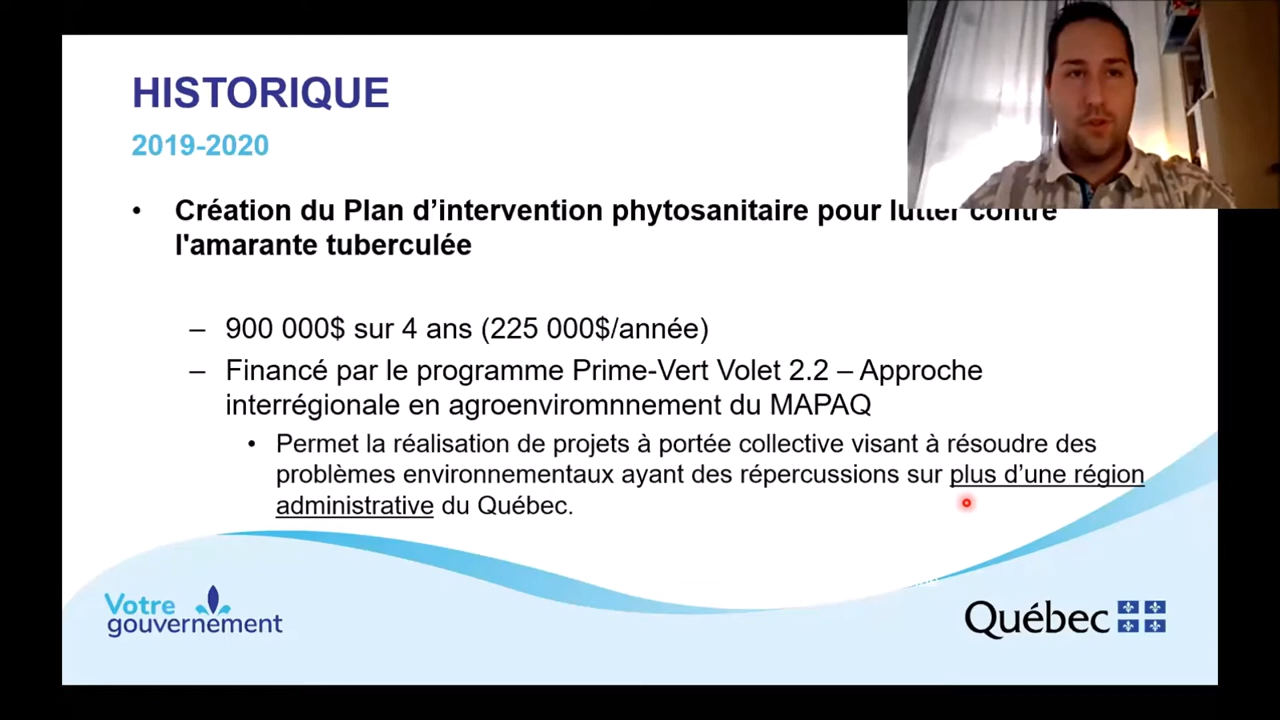 HISTORIQUE
2019-2020
• Création du Plan d’intervention phytosanitaire pour lutter contre
l'amarante tuberculée
– 900 000$ sur 4 ans (225 000$/année)
– Financé par le programme Prime-Vert Volet 2.2 – Approche
interrégionale en agroenviromnnement du MAPAQ
• Permet la réalisation de projets à portée collective visant à résoudre des
problèmes environnementaux ayant des répercussions sur plus d’une région
administrative du Québec.
Votre
gouvernement
Québec